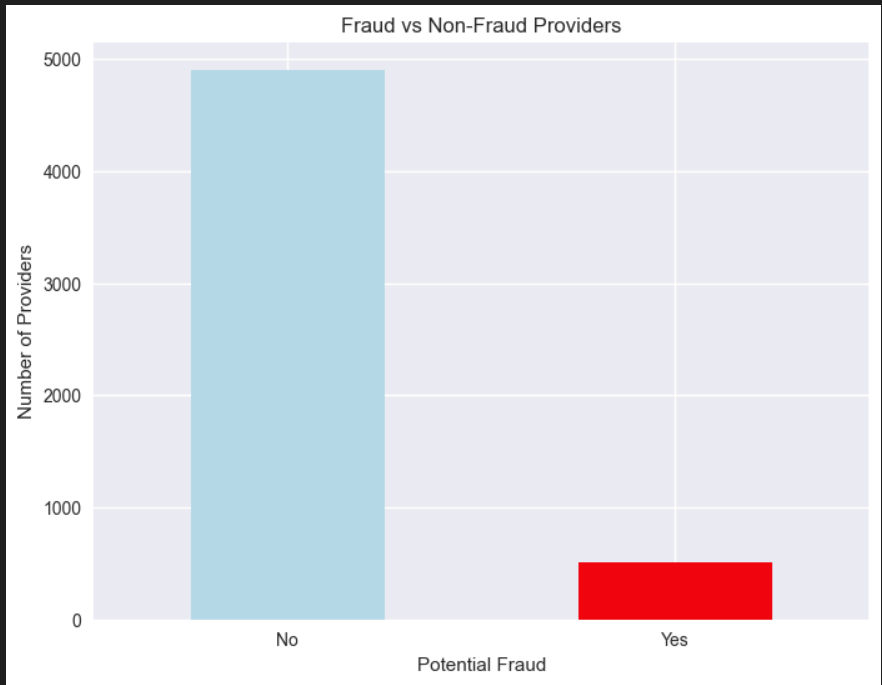 Fraud vs Non-Fraud Providers
5000
4000
3000
2000
1000
0
Number of Providers
No
Yes
Potential Fraud